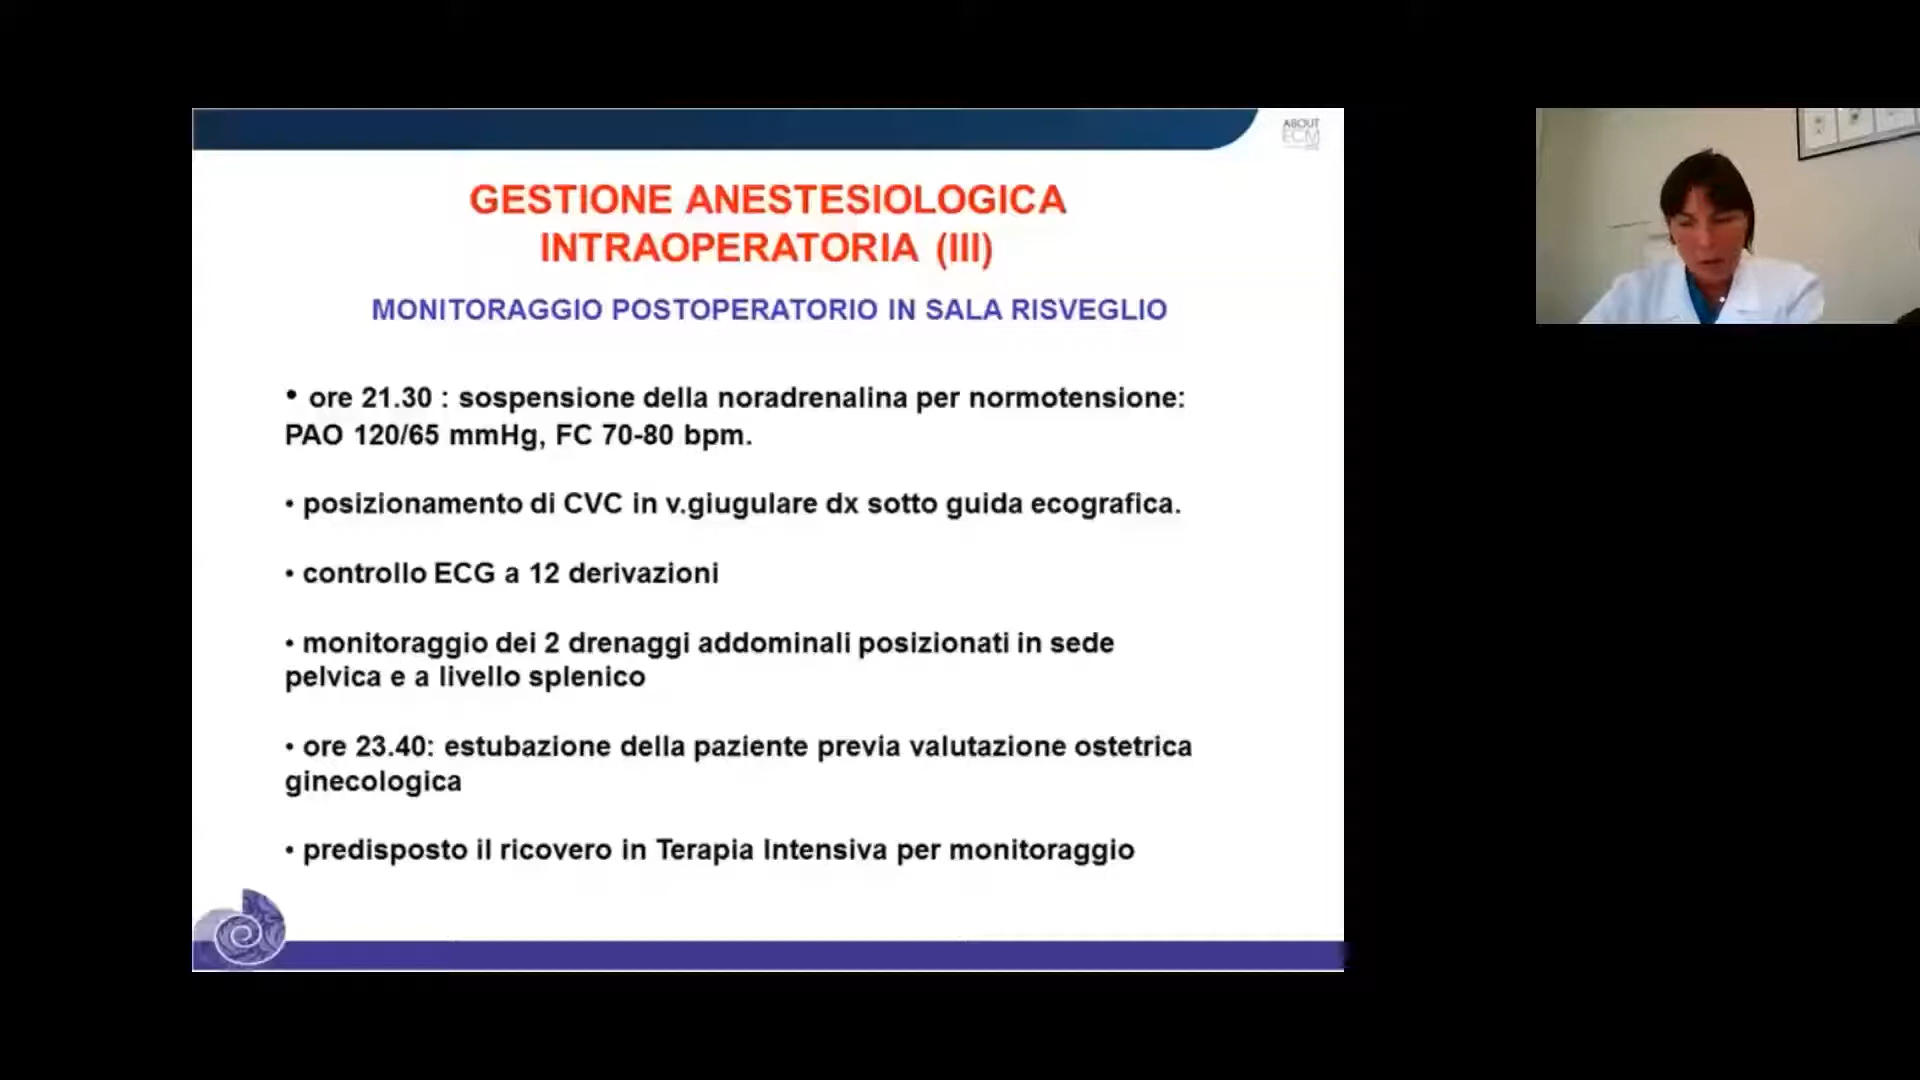 ABOUT
ECM
GESTIONE ANESTESIOLOGICA
INTRAOPERATORIA (III)
MONITORAGGIO POSTOPERATORIO IN SALA RISVEGLIO
• ore 21.30 : sospensione della noradrenalina per normotensione:
PAO 120/65 mmHg, FC 70-80 bpm.
• posizionamento di CVC in v.giugulare dx sotto guida ecografica.
• controllo ECG a 12 derivazioni
• monitoraggio dei 2 drenaggi addominali posizionati in sede
pelvica e a livello splenico
• ore 23.40: estubazione della paziente previa valutazione ostetrica
ginecologica
• predisposto il ricovero in Terapia Intensiva per monitoraggio